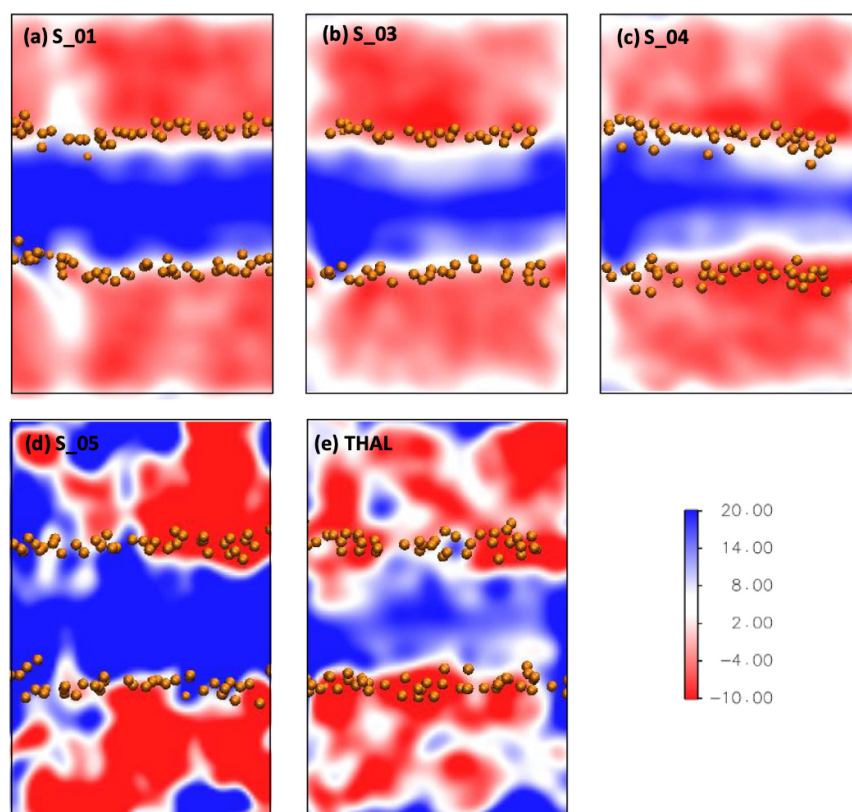 (a) S_01
(b) S_03
(c) S_04
(d) S_05
(e) THAL
20.00
14.00
8.00
2.00
−4.00
−10.00